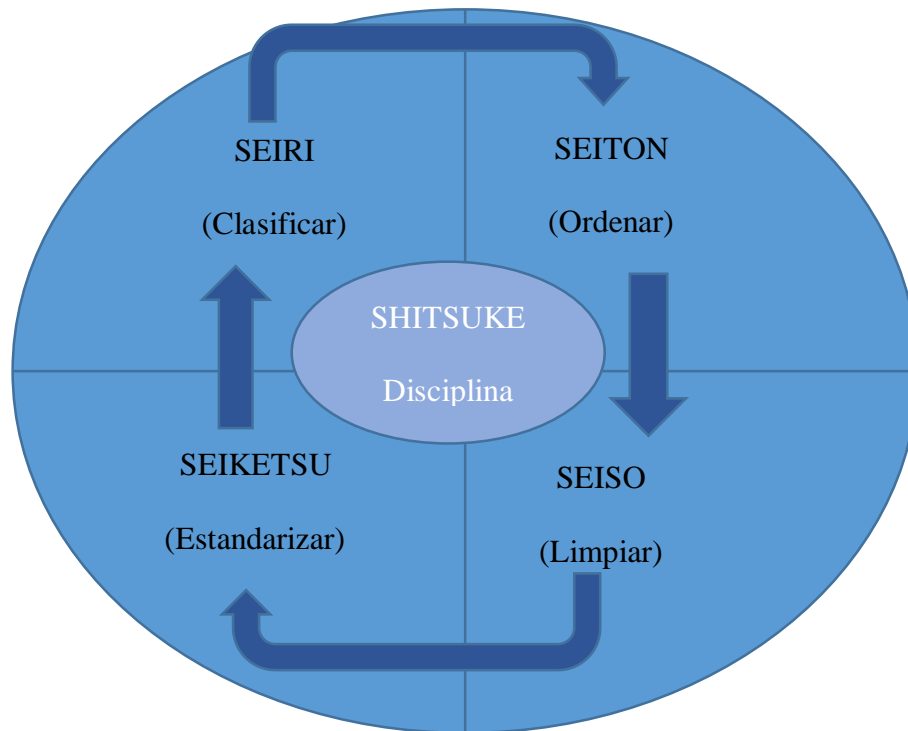 SEIRI
(Clasificar)
SEITON
(Ordenar)
SHITSUKE
Disciplina
SEIKETSU
(Estandarizar)
SEISO
(Limpiar)